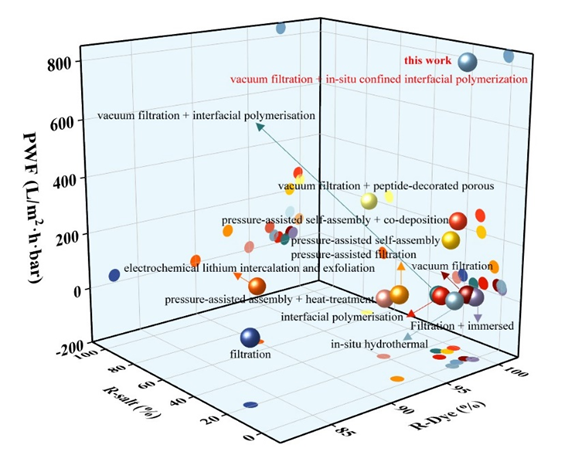 800
this work
vacuum filtration + in-situ confined interfacial polymerization
600
vacuum filtration + interfacial polymerisation
PWF (L/m²·h·bar)
400
vacuum filtration + peptide-decorated porous
pressure-assisted self-assembly + co-deposition
200
pressure-assisted self-assembly
pressure-assisted filtration
electrochemical lithium intercalation and exfoliation
vacuum filtration
0
pressure-assisted assembly + heat-treatment
interfacial polymerisation
Filtration + immersed
-200
in-situ hydrothermal
filtration
100
80
60
40
20
0
R-salt (%)
85
90
95
100
R-Dye (%)